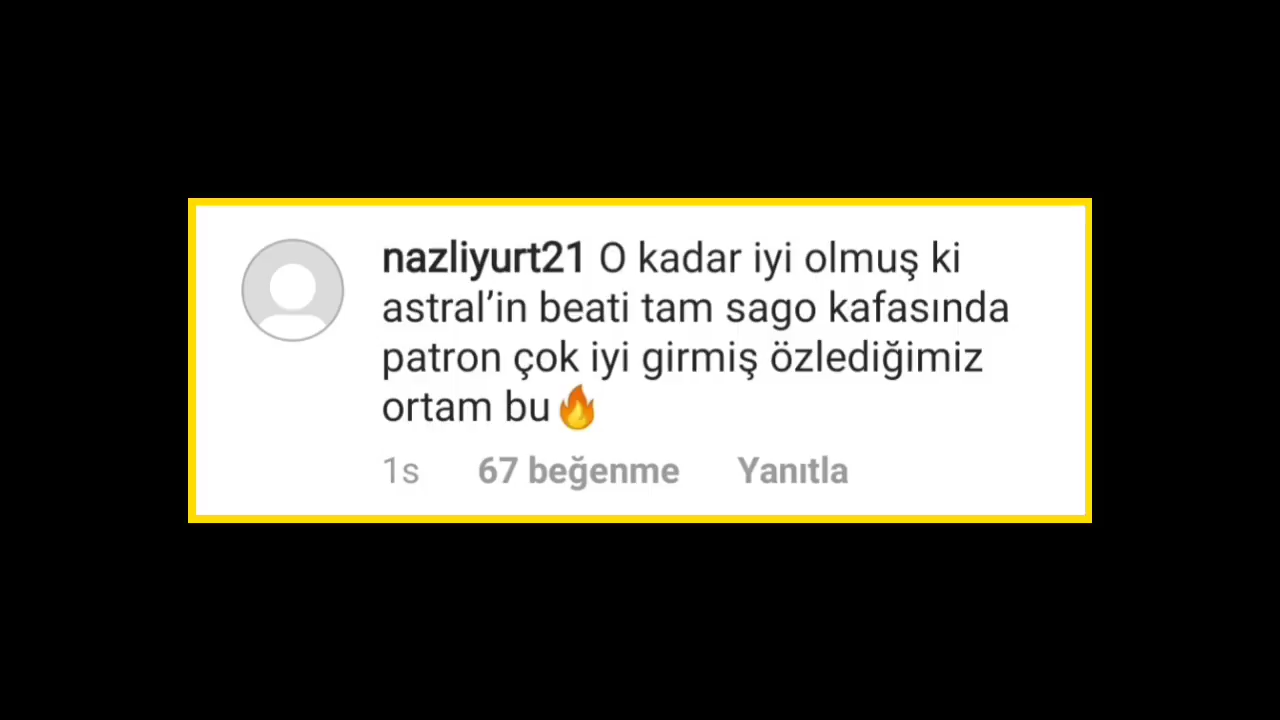 nazliyurt21 O kadar iyi olmuş ki
astral’in beati tam sago kafasında
patron çok iyi girmiş özlediğimiz
ortam bu🔥
1s 67 beğenme Yanıtla